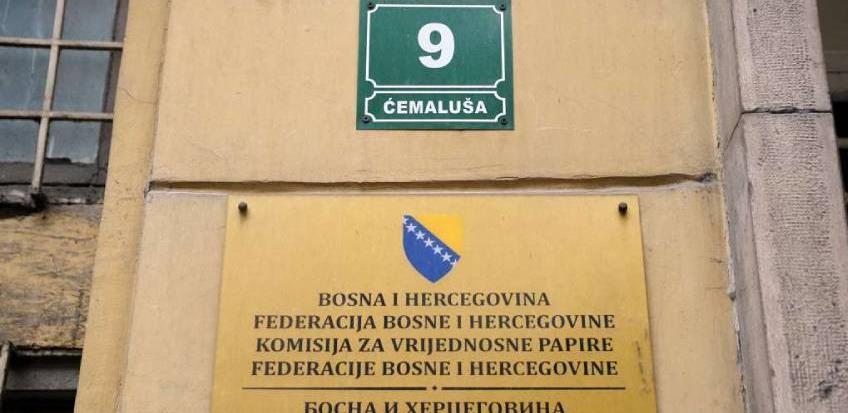 9
ĆEMALUŠA
BOSNA I HERCEGOVINA
FEDERACIJA BOSNE I HERCEGOVINE
KOMISIJA ZA VRIJEDNOSNE PAPIRE
FEDERACIJE BOSNE I HERCEGOVINE
БОСНА И ХЕРЦЕГОВИНА